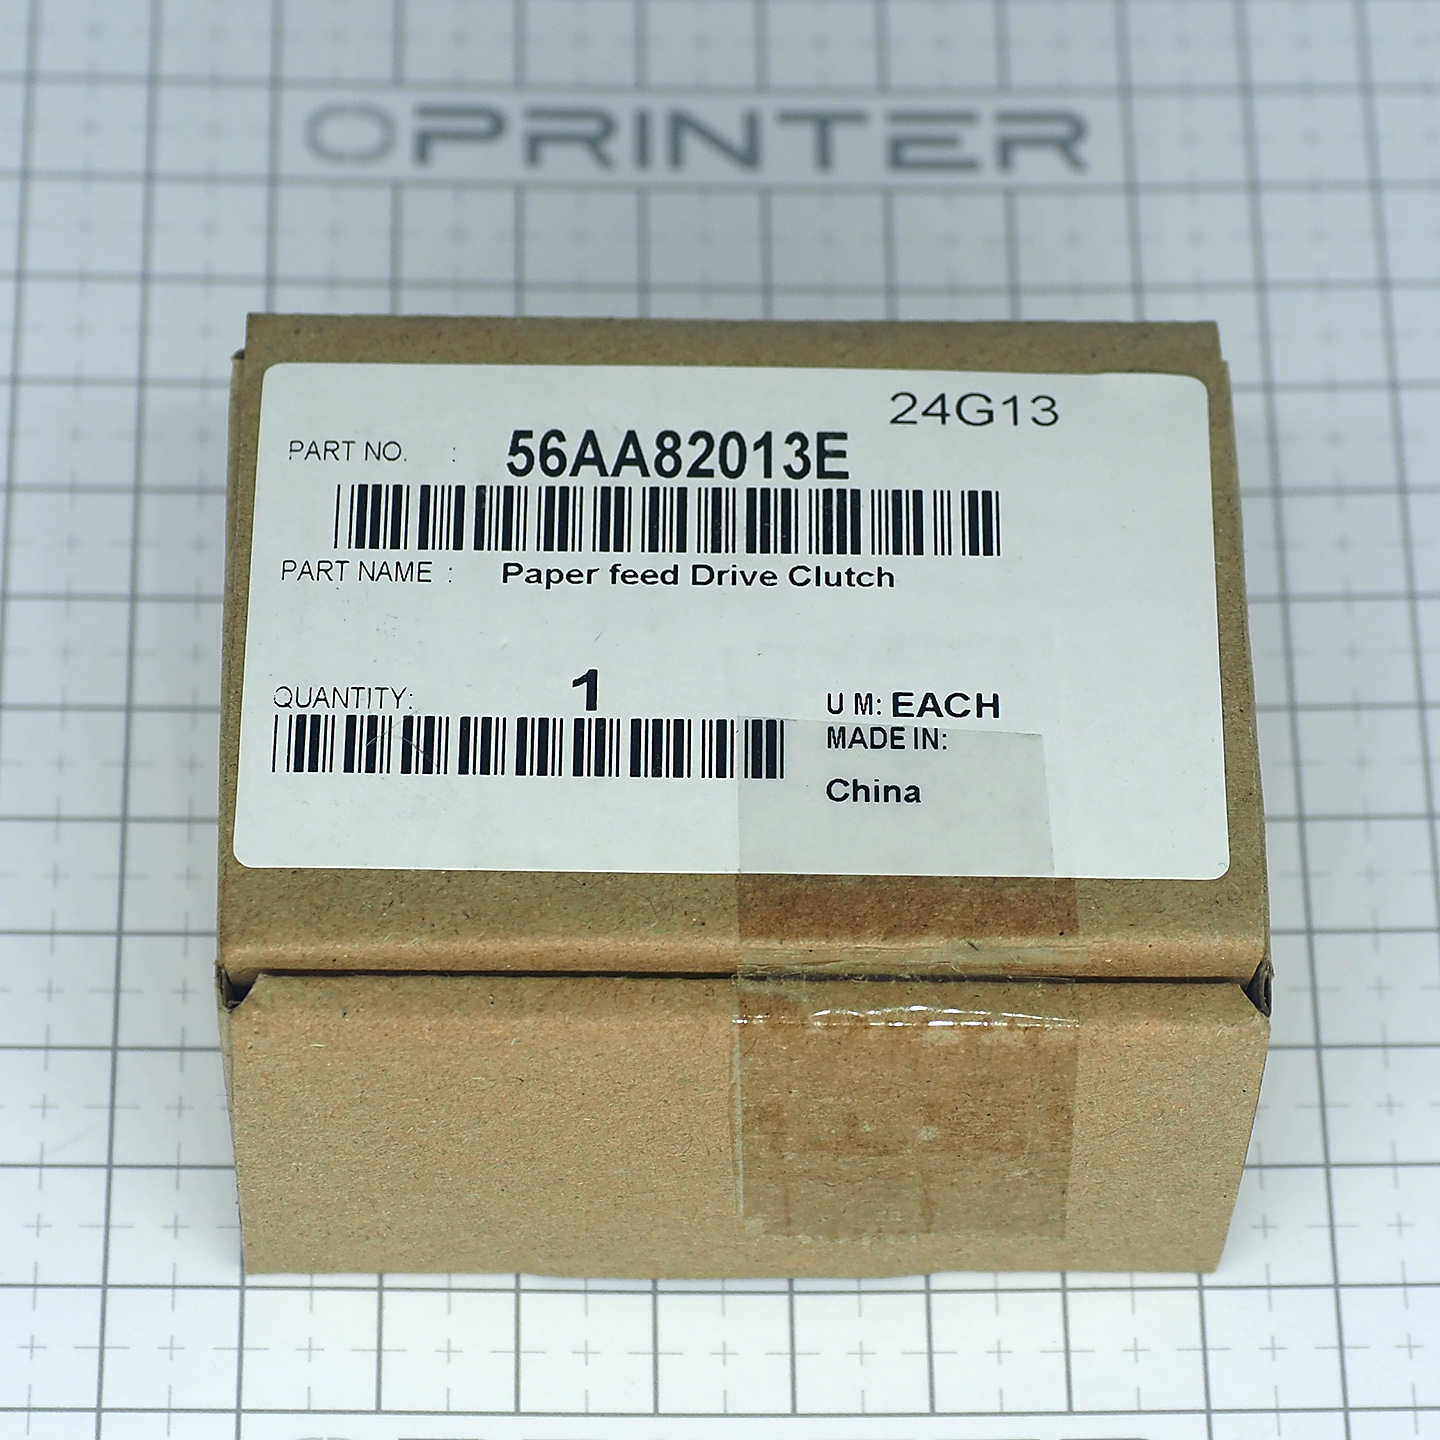 OPRINTER
24G13
PART NO. : 56AA82013E
PART NAME : Paper feed Drive Clutch
QUANTITY: 1
U M: EACH
MADE IN:
China